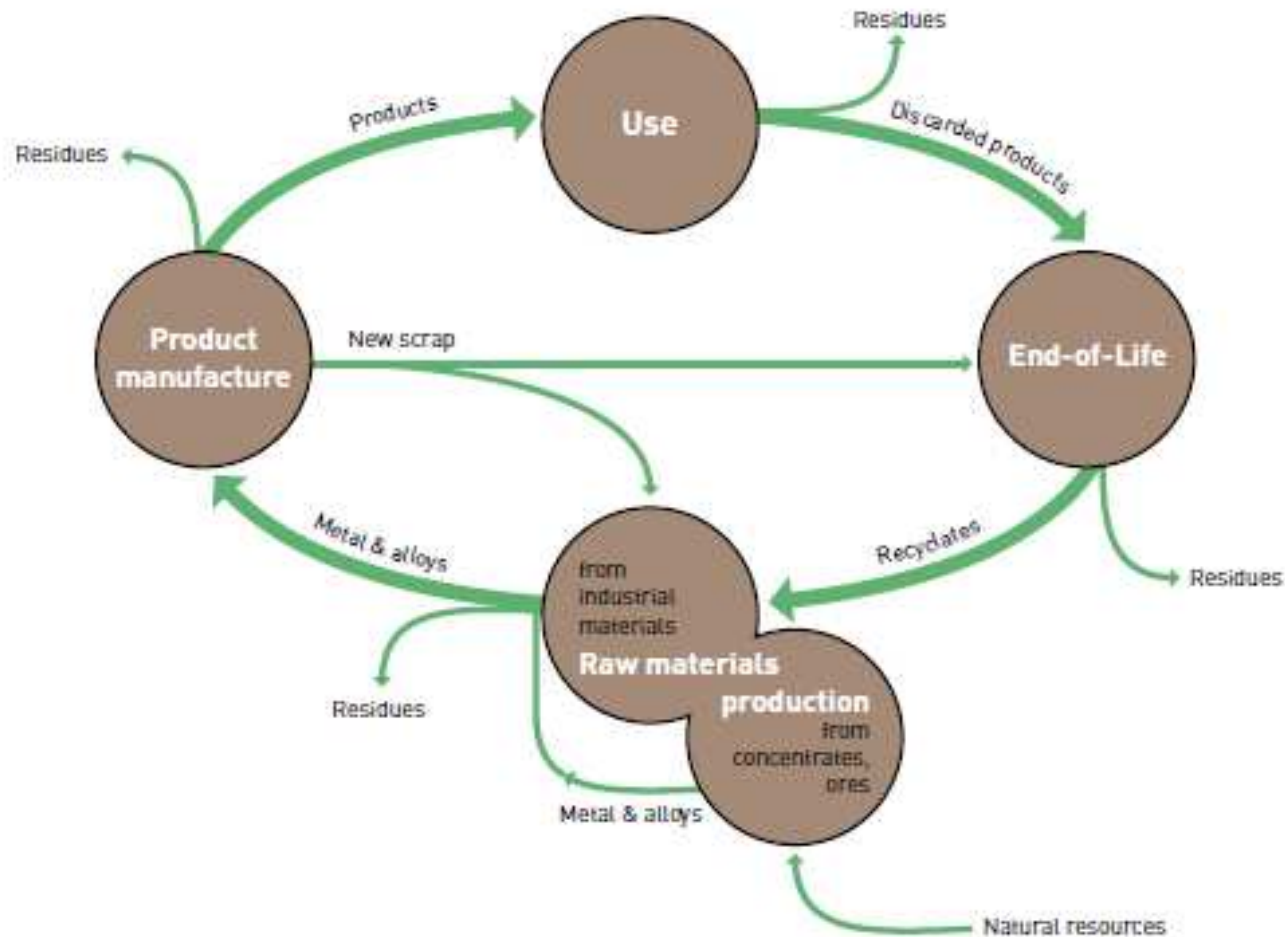 Residues
Use
Products
Discarded products
Residues
Product
manufacture
New scrap
End-of-Life
Metal & alloys
Recyclates
from
industrial
materials
Residues
Raw materials
production
Residues
from
concentrates,
ores
Metal & alloys
Natural resources